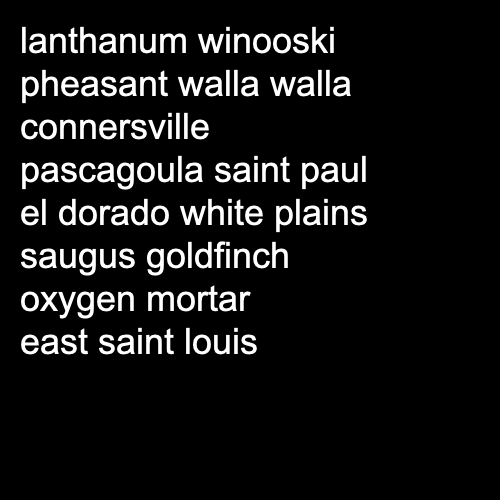 lanthanum winooski
pheasant walla walla
connersville
pascagoula saint paul
el dorado white plains
saugus goldfinch
oxygen mortar
east saint louis